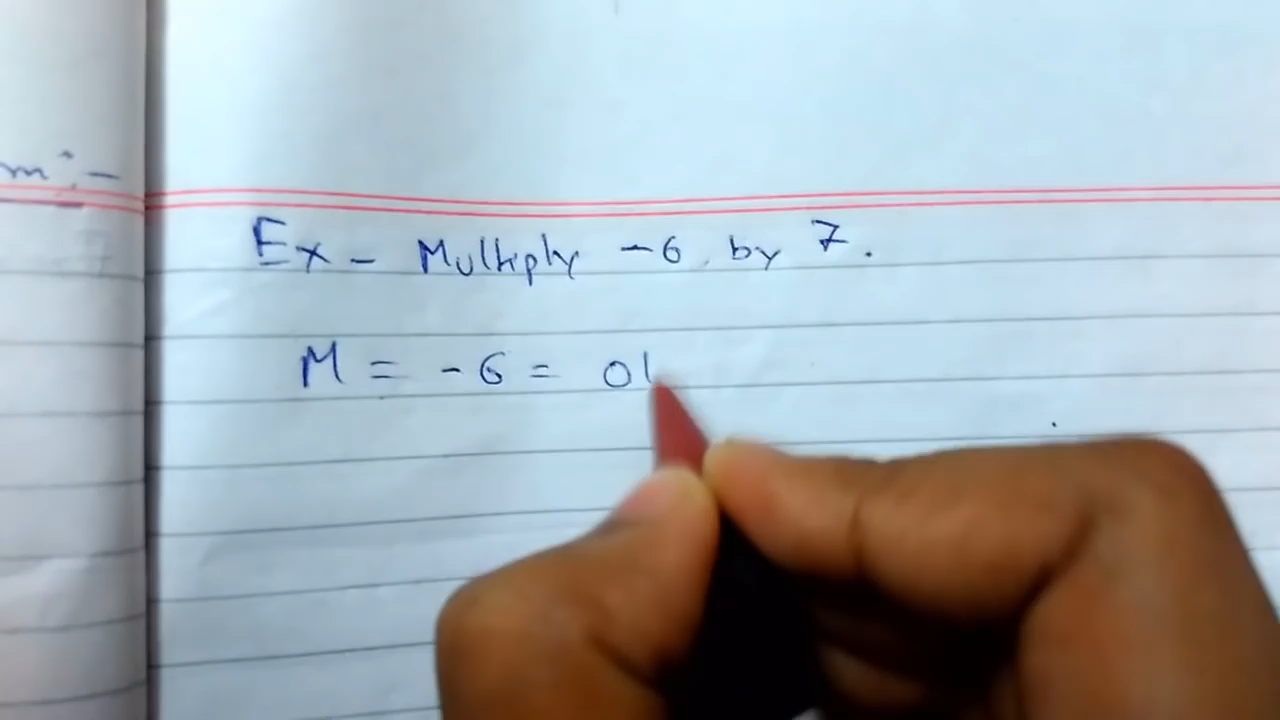 m :-
Ex - Multiply -6 by 7.
M = -6 = 01